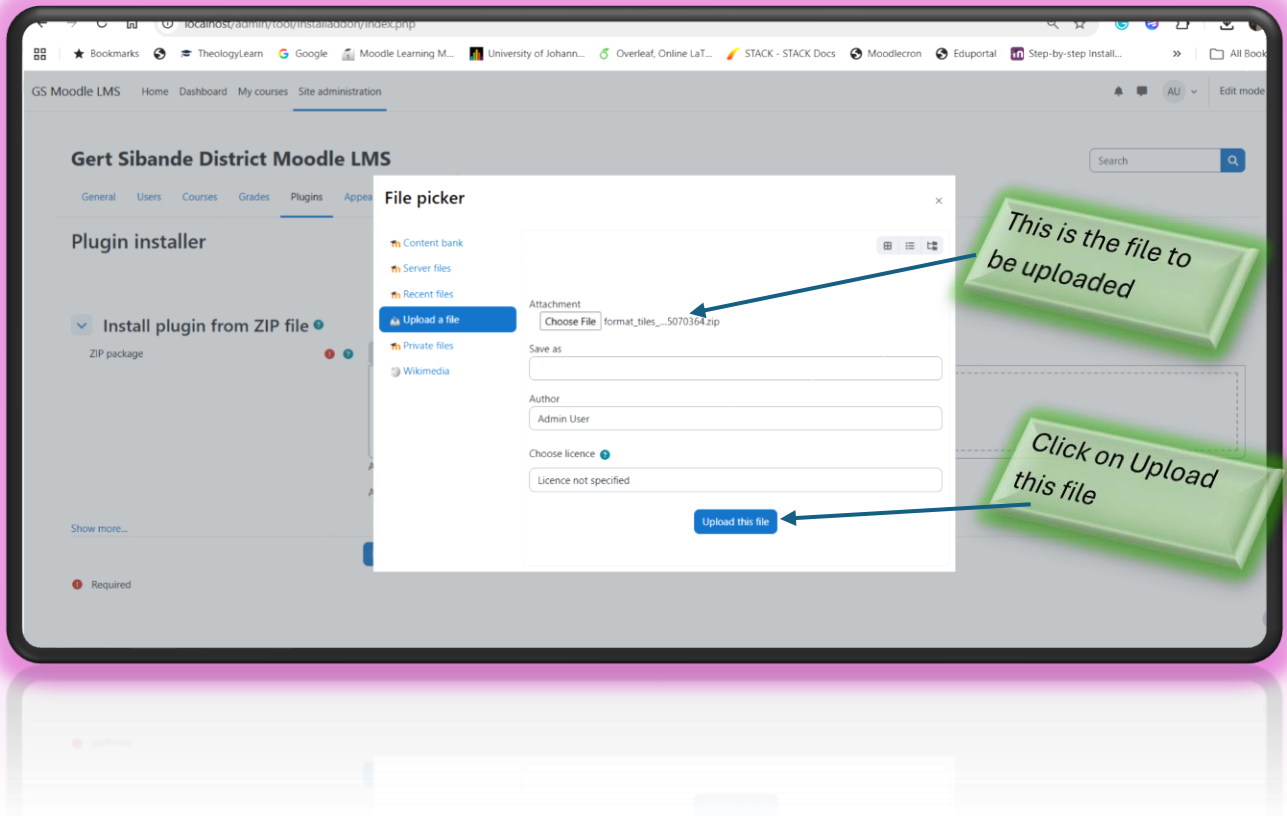 localhost/admin/tool/installaddon/index.php
Bookmarks TheologyLearn Google Moodle Learning M... University of Johann... Overleaf, Online LaT... STACK - STACK Docs Moodlecron Eduportal Step-by-step Install... » All Book
GS Moodle LMS Home Dashboard My courses Site administration AU Edit mode
Gert Sibande District Moodle LMS
Search
General Users Courses Grades Plugins Appea
File picker
×
Plugin installer
Content bank
Server files
Recent files
Upload a file
Private files
Wikimedia
Install plugin from ZIP file
ZIP package
Attachment
Choose File format_tiles_...5070364.zip
Save as
Author
Admin User
Choose licence
Licence not specified
Upload this file
This is the file to
be uploaded
Click on Upload
this file
A
A
Show more...
Required